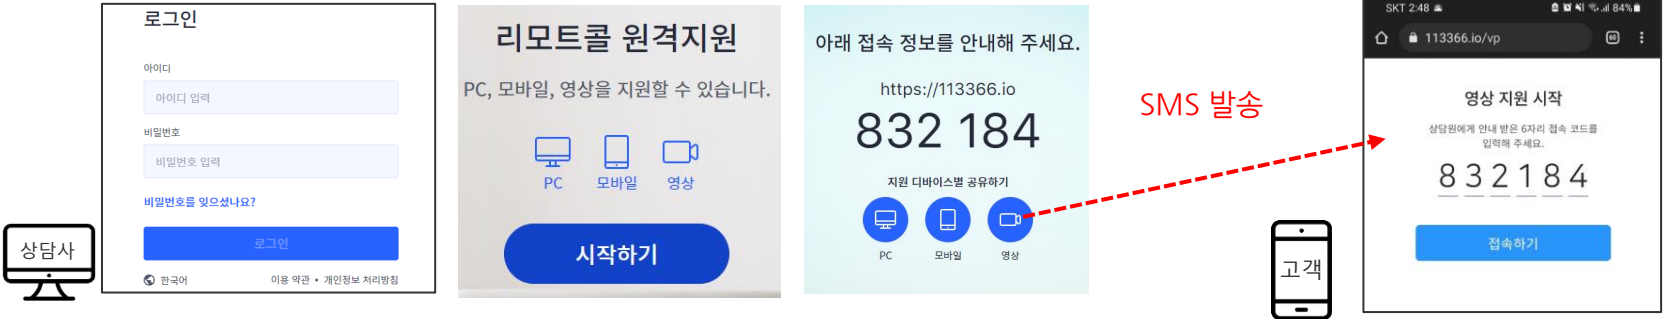 상담사
로그인
아이디
아이디 입력
비밀번호
비밀번호 입력
비밀번호를 잊으셨나요?
로그인
한국어
이용 약관 • 개인정보 처리방침
리모트콜 원격지원
PC, 모바일, 영상을 지원할 수 있습니다.
PC 모바일 영상
시작하기
아래 접속 정보를 안내해 주세요.
https://113366.io
832 184
지원 디바이스별 공유하기
PC 모바일 영상
SMS 발송
고객
SKT 2:48 84%
113366.io/vp
영상 지원 시작
상담원에게 안내 받은 6자리 접속 코드를
입력해 주세요.
832184
접속하기